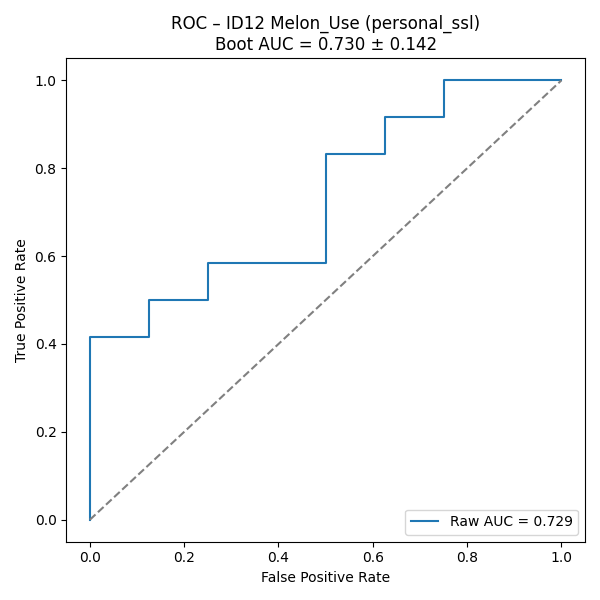 ROC – ID12 Melon_Use (personal_ssl)
Boot AUC = 0.730 ± 0.142
True Positive Rate
1.0
0.8
0.6
0.4
0.2
0.0
Raw AUC = 0.729
0.0 0.2 0.4 0.6 0.8 1.0
False Positive Rate